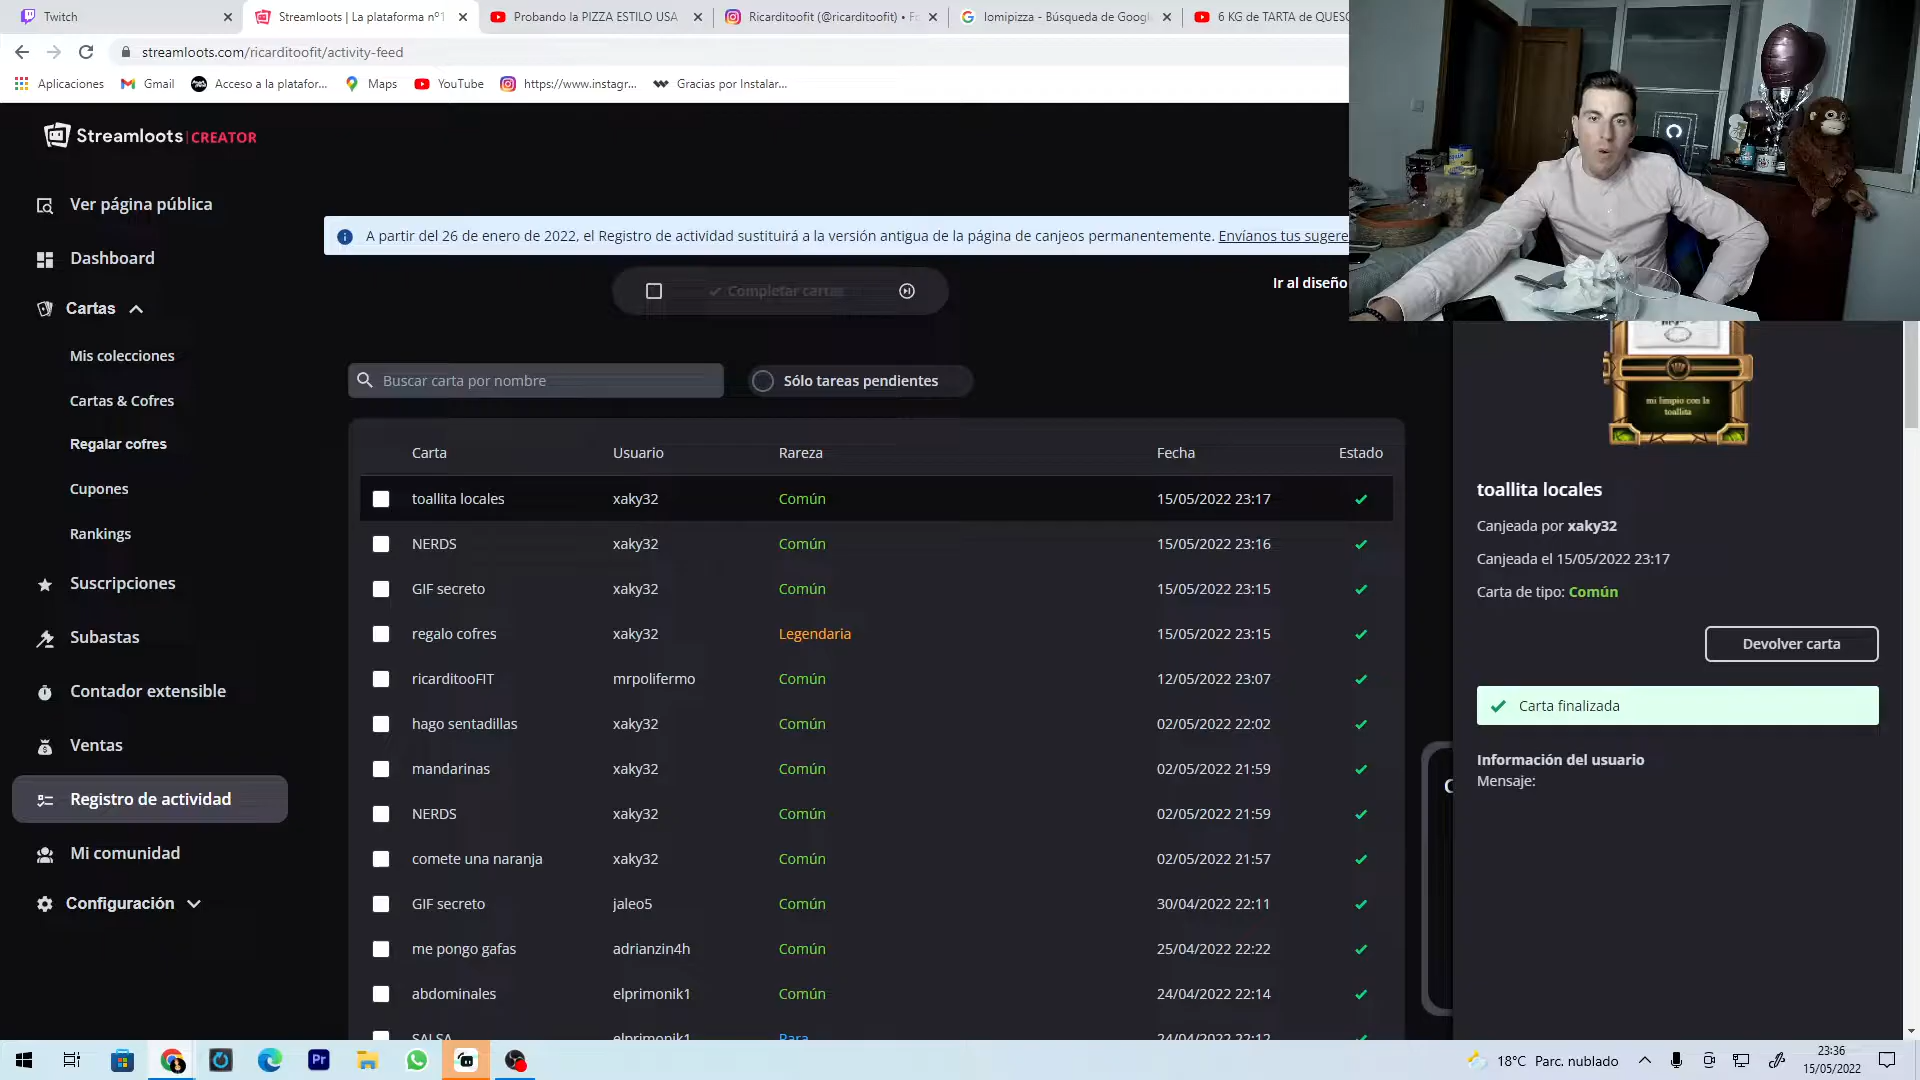 Twitch
Streamloots | La plataforma nº1
Probando la PIZZA ESTILO USA
Ricarditoofit (@ricarditoofit) • Fo
lomipizza - Búsqueda de Googl
6 KG de TARTA de QUESO
streamloots.com/ricarditoofit/activity-feed
Aplicaciones
Gmail
Acceso a la platafor...
Maps
YouTube
https://www.instagr...
Gracias por Instalar...
Streamloots | CREATOR
Ver página pública
Dashboard
Cartas
Mis colecciones
Cartas & Cofres
Regalar cofres
Cupones
Rankings
Suscripciones
Subastas
Contador extensible
Ventas
Registro de actividad
Mi comunidad
Configuración
A partir del 26 de enero de 2022, el Registro de actividad sustituirá a la versión antigua de la página de canjeos permanentemente. Envíanos tus sugere
Completar cartas
Ir al diseño
Buscar carta por nombre
Sólo tareas pendientes
Carta Usuario Rareza Fecha Estado
toallita locales xaky32 Común 15/05/2022 23:17
NERDS xaky32 Común 15/05/2022 23:16
GIF secreto xaky32 Común 15/05/2022 23:15
regalo cofres xaky32 Legendaria 15/05/2022 23:15
ricarditooFIT mrpolifermo Común 12/05/2022 23:07
hago sentadillas xaky32 Común 02/05/2022 22:02
mandarinas xaky32 Común 02/05/2022 21:59
NERDS xaky32 Común 02/05/2022 21:59
comete una naranja xaky32 Común 02/05/2022 21:57
GIF secreto jaleo5 Común 30/04/2022 22:11
me pongo gafas adrianzin4h Común 25/04/2022 22:22
abdominales elprimonik1 Común 24/04/2022 22:14
SALSA elprimonik1 Rara 24/04/2022 22:12
mi limpio con la
toallita
toallita locales
Canjeada por xaky32
Canjeada el 15/05/2022 23:17
Carta de tipo: Común
Devolver carta
Carta finalizada
Información del usuario
Mensaje:
Pr
18°C Parc. nublado
23:36
15/05/2022